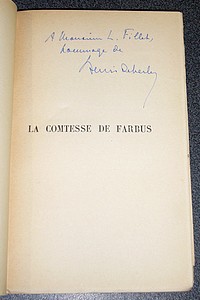 A Monsieur L. Fillet,
hommage de
LA COMTESSE DE FARBUS